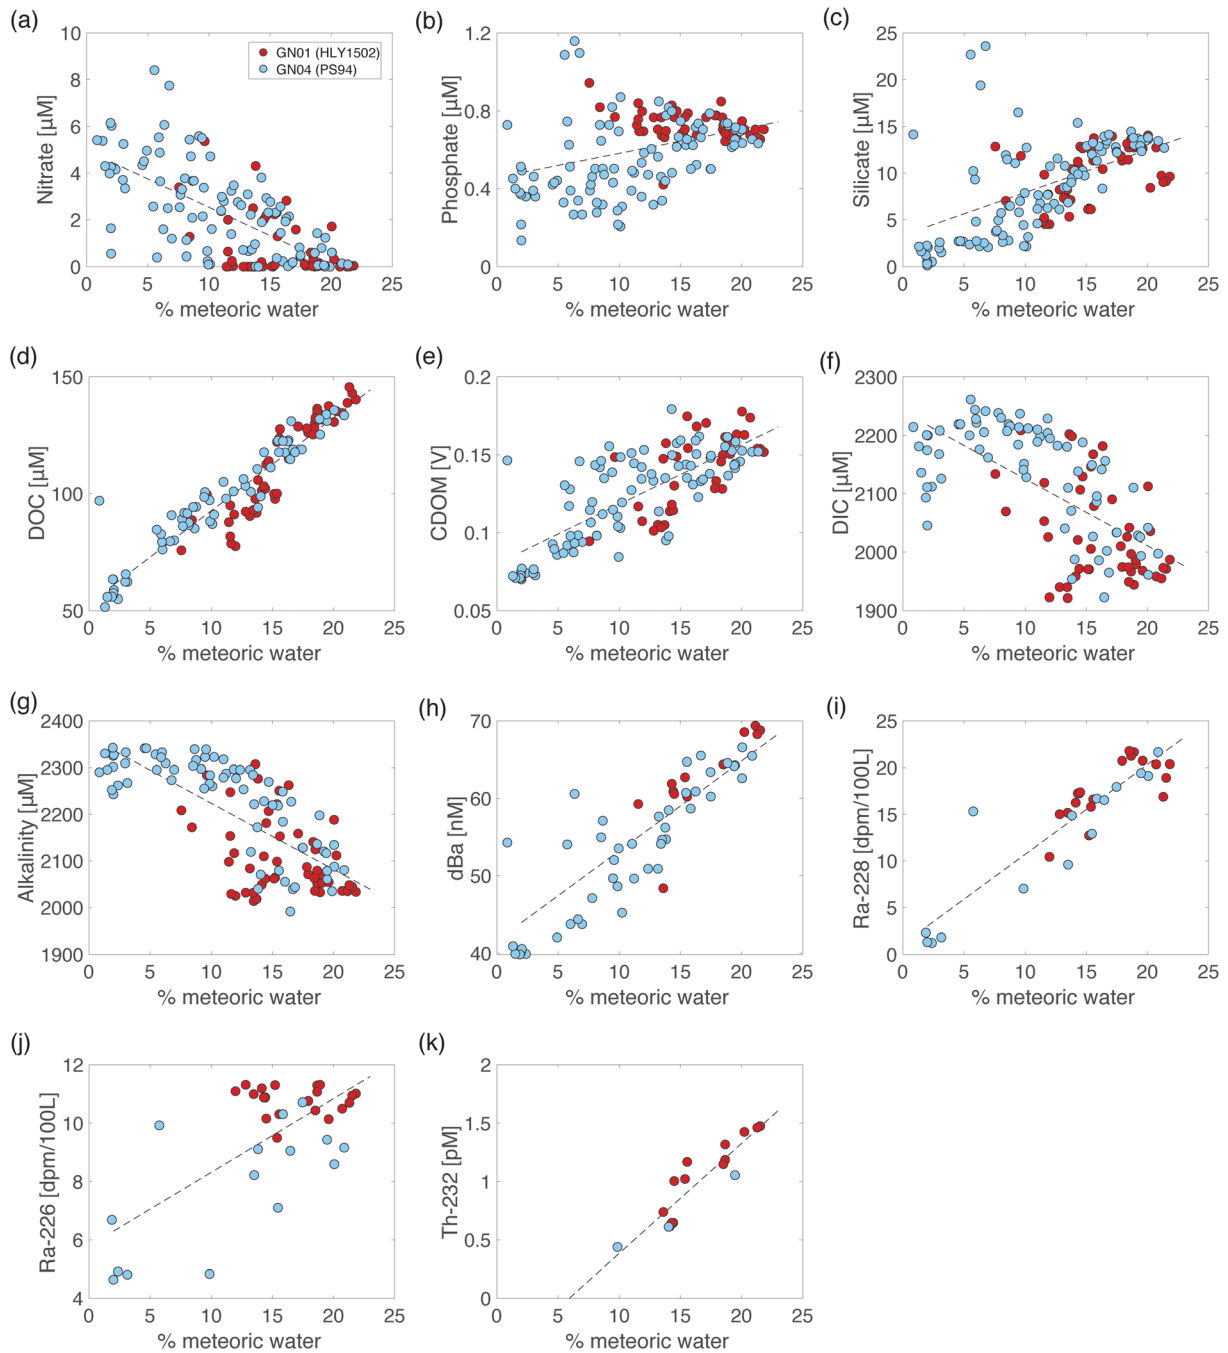 (a)
10
8
6
4
2
0
Nitrate [µM]
GN01 (HLY1502)
GN04 (PS94)
0 5 10 15 20 25
% meteoric water
(b)
1.2
0.8
0.4
0
Phosphate [µM]
0 5 10 15 20 25
% meteoric water
(c)
25
20
15
10
5
0
Silicate [µM]
0 5 10 15 20 25
% meteoric water
(d)
150
100
50
DOC [µM]
0 5 10 15 20 25
% meteoric water
(e)
0.2
0.15
0.1
0.05
CDOM [V]
0 5 10 15 20 25
% meteoric water
(f)
2300
2200
2100
2000
1900
DIC [µM]
0 5 10 15 20 25
% meteoric water
(g)
2400
2300
2200
2100
2000
1900
Alkalinity [µM]
0 5 10 15 20 25
% meteoric water
(h)
70
60
50
40
dBa [nM]
0 5 10 15 20 25
% meteoric water
(i)
25
20
15
10
5
0
Ra-228 [dpm/100L]
0 5 10 15 20 25
% meteoric water
(j)
12
10
8
6
4
Ra-226 [dpm/100L]
0 5 10 15 20 25
% meteoric water
(k)
2
1.5
1
0.5
0
Th-232 [pM]
0 5 10 15 20 25
% meteoric water